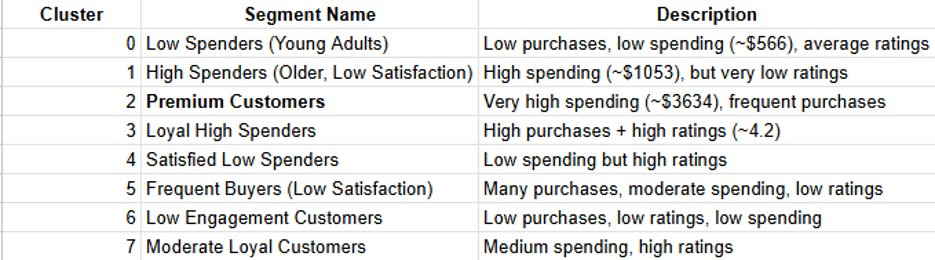 Cluster Segment Name Description
0 Low Spenders (Young Adults) Low purchases, low spending (~$566), average ratings
1 High Spenders (Older, Low Satisfaction) High spending (~$1053), but very low ratings
2 Premium Customers Very high spending (~$3634), frequent purchases
3 Loyal High Spenders High purchases + high ratings (~4.2)
4 Satisfied Low Spenders Low spending but high ratings
5 Frequent Buyers (Low Satisfaction) Many purchases, moderate spending, low ratings
6 Low Engagement Customers Low purchases, low ratings, low spending
7 Moderate Loyal Customers Medium spending, high ratings